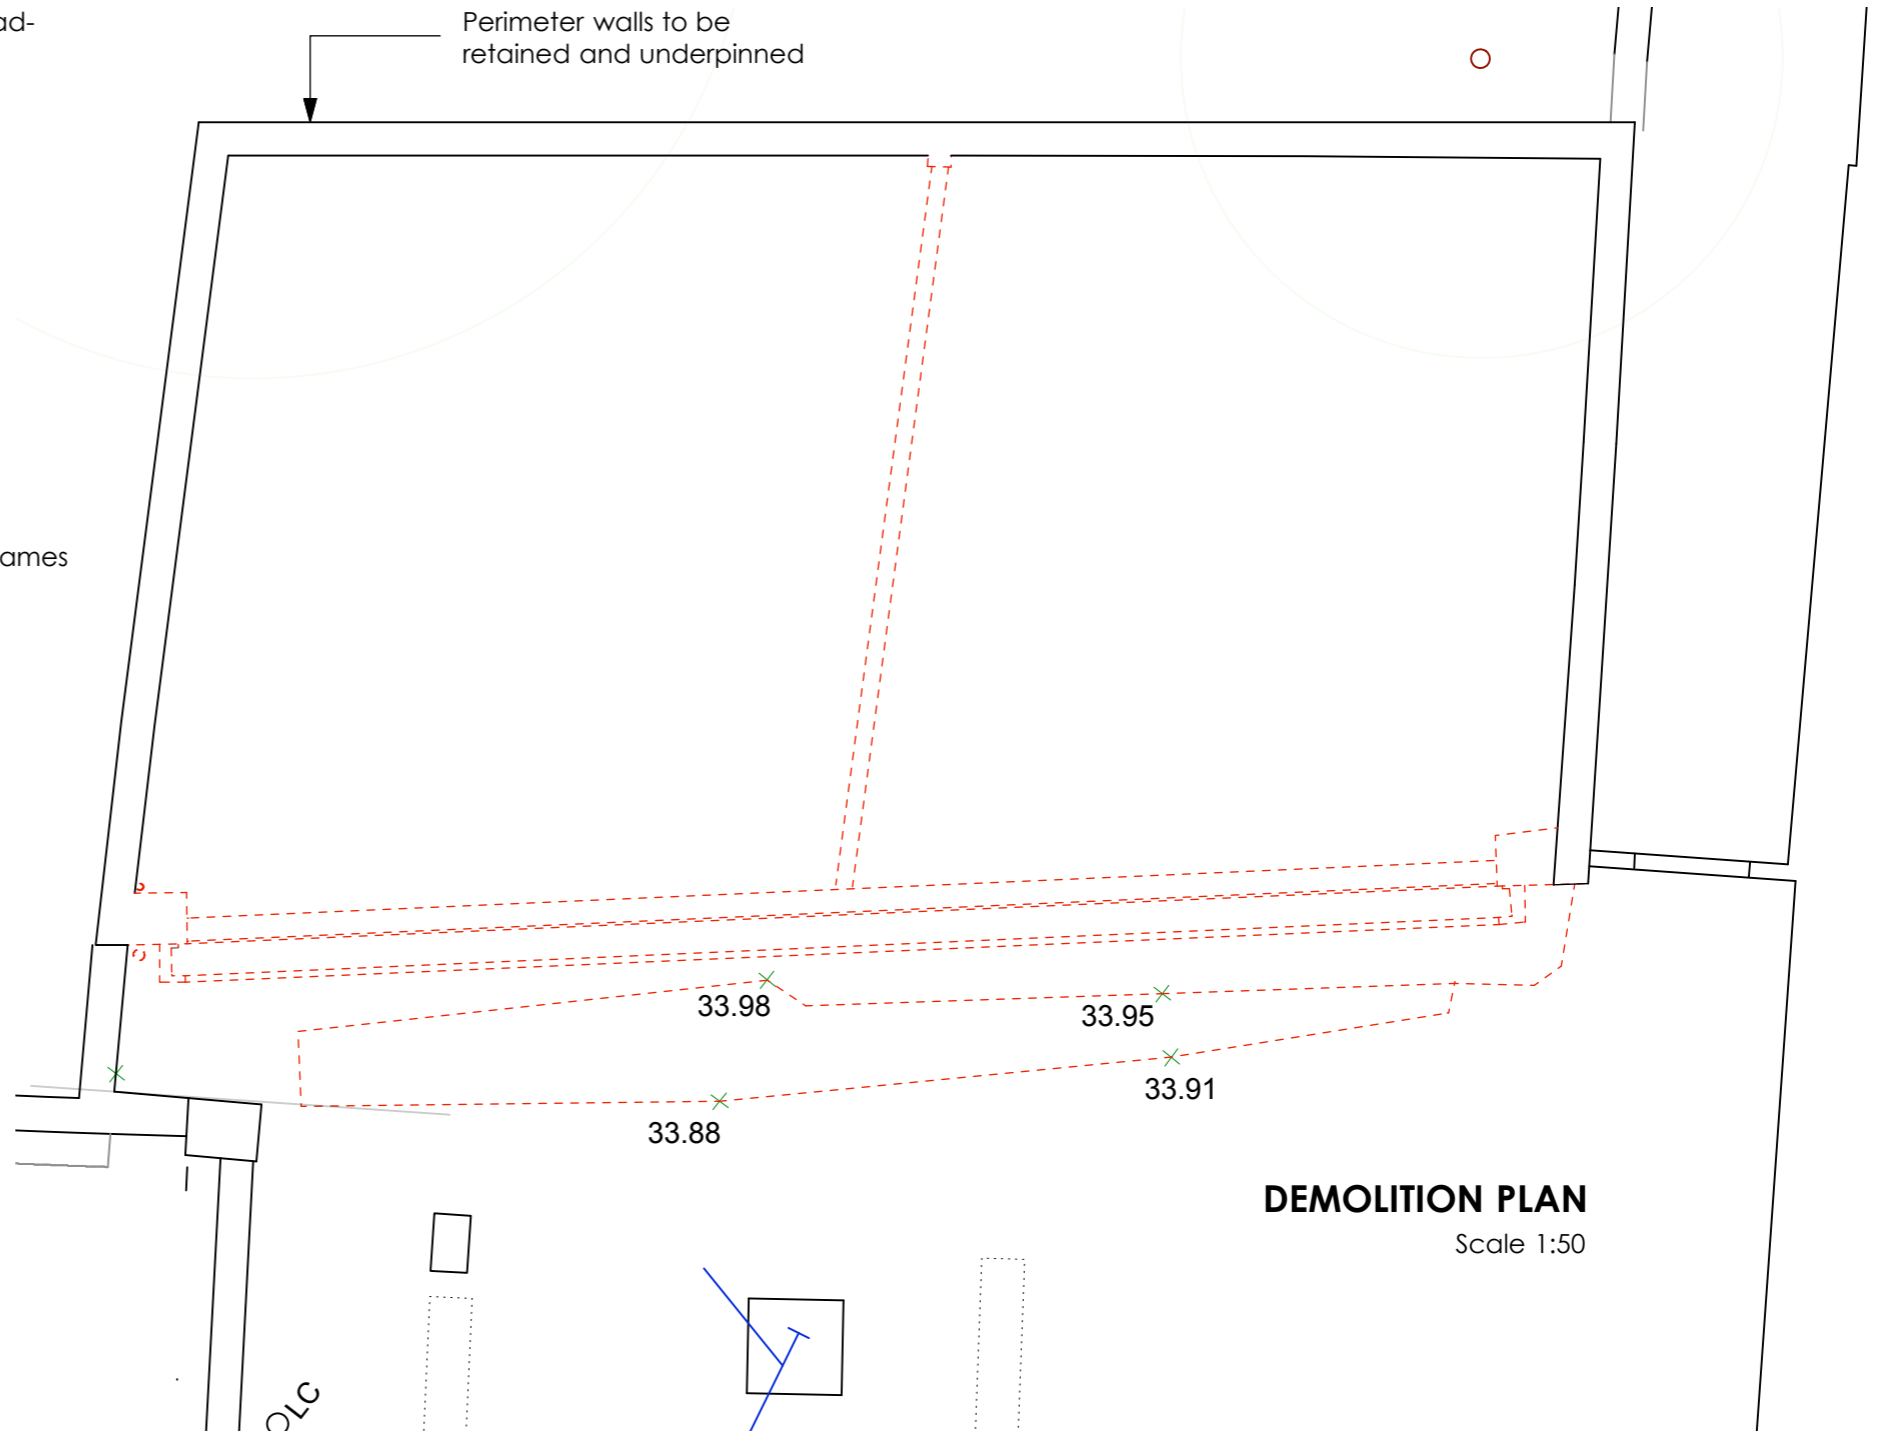 ad-
Perimeter walls to be
retained and underpinned
ames
33.98
33.95
33.91
33.88
DEMOLITION PLAN
Scale 1:50
LC